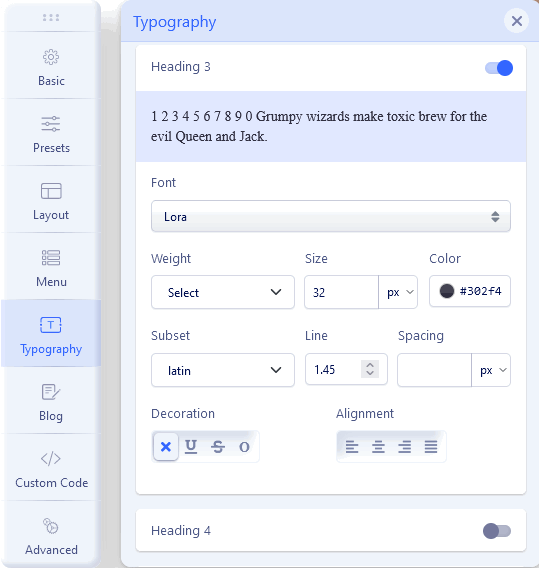 Basic
Presets
Layout
Menu
Typography
Blog
Custom Code
Advanced
Typography
Heading 3
1 2 3 4 5 6 7 8 9 0 Grumpy wizards make toxic brew for the
evil Queen and Jack.
Font
Lora
Weight Size Color
Select 32 px #302f4
Subset Line Spacing
latin 1.45 px
Decoration Alignment
U S O
Heading 4